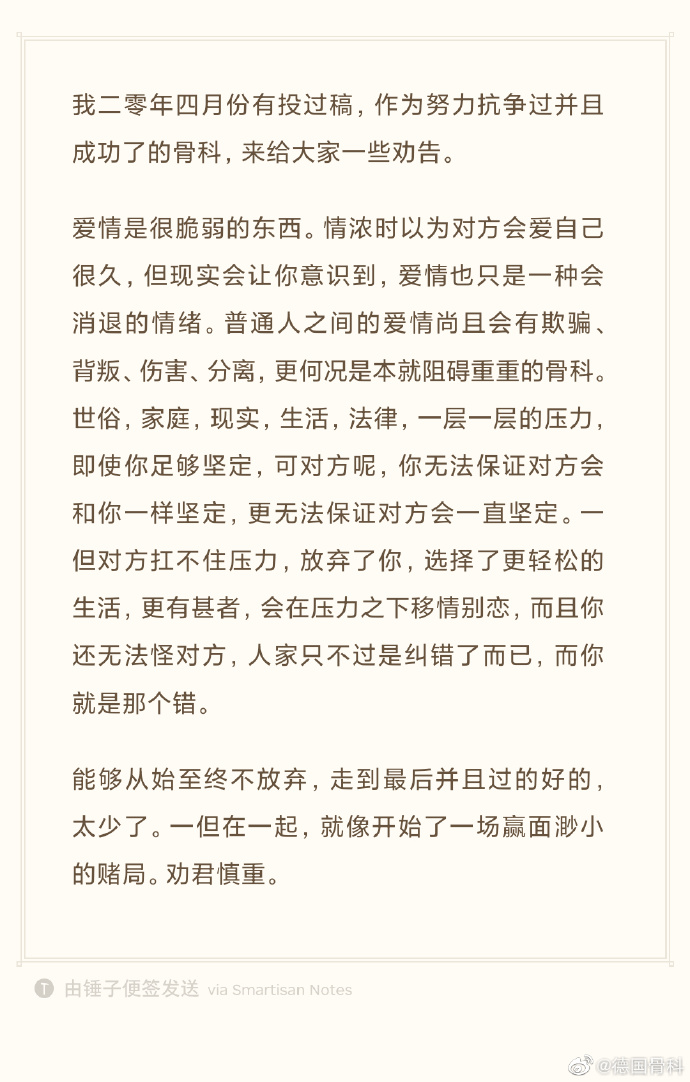 我二零年四月份有投过稿，作为努力抗争过并且
成功了的骨科，来给大家一些劝告。
爱情是很脆弱的东西。情浓时以为对方会爱自己
很久，但现实会让你意识到，爱情也只是一种会
消退的情绪。普通人之间的爱情尚且会有欺骗、
背叛、伤害、分离，更何况是本就阻碍重重的骨科。
世俗，家庭，现实，生活，法律，一层一层的压力，
即使你足够坚定，可对方呢，你无法保证对方会
和你一样坚定，更无法保证对方会一直坚定。一
但对方扛不住压力，放弃了你，选择了更轻松的
生活，更有甚者，会在压力之下移情别恋，而且你
还无法怪对方，人家只不过是纠错了而已，而你
就是那个错。
能够从始至终不放弃，走到最后并且过的好的，
太少了。一但在一起，就像开始了一场赢面渺小
的赌局。劝君慎重。
T 由锤子便签发送 via Smartisan Notes
@德国骨科